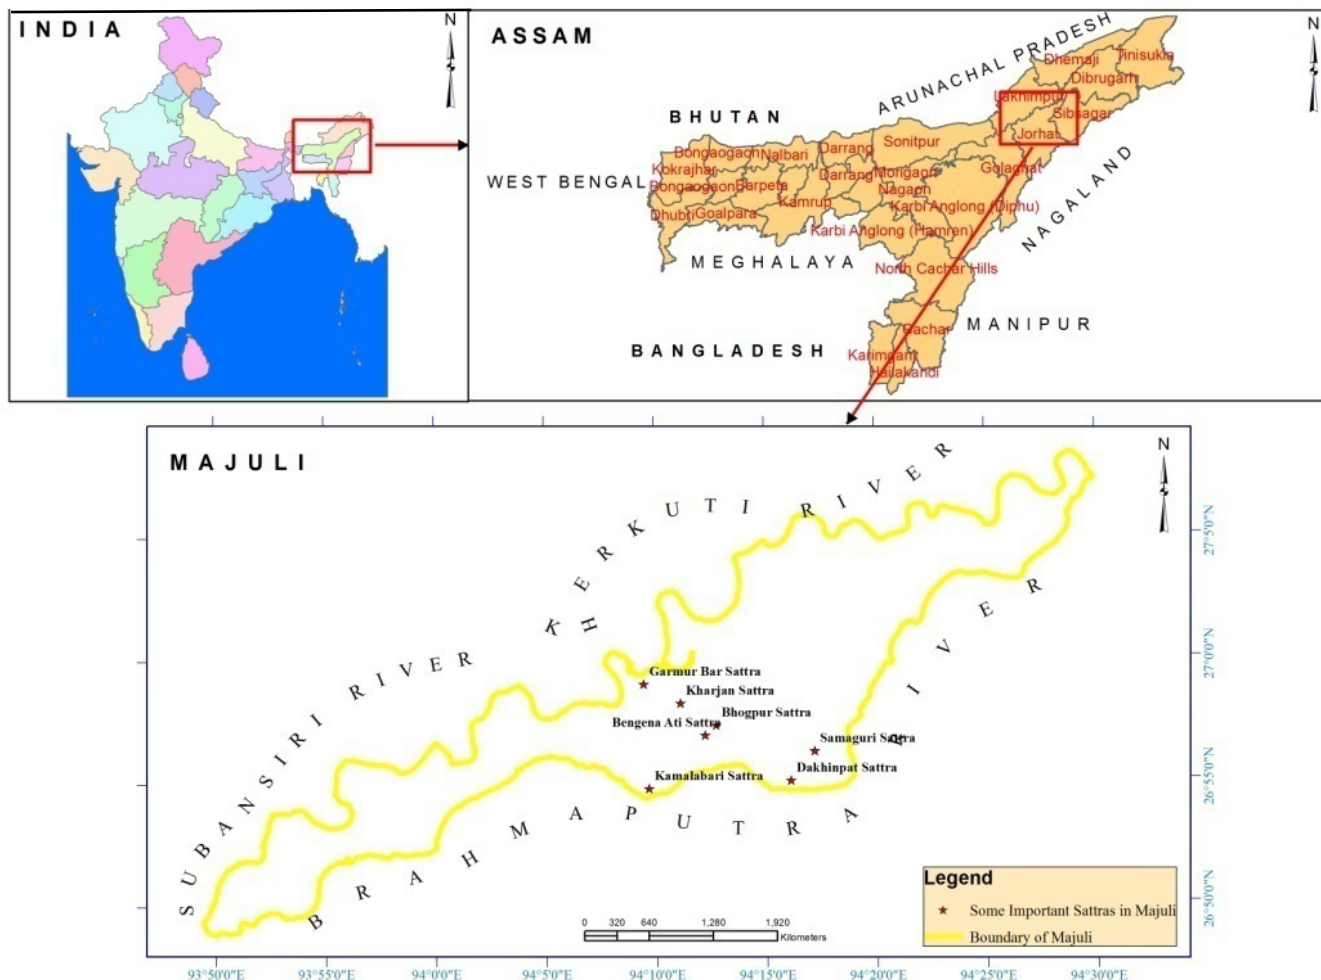 INDIA
N
ASSAM
N
ARUNACHAL PRADESH
Tinisukia
Dhemaji
Dibrugarh
Lakhimpur
Sibsagar
BHUTAN
Jorhat
Sonitpur
Darrang
Bongaogaon
Nalbari
Golaghat
Kokrajhar
Darrang
Mongaon
WEST BENGAL
Bongaogaon
Barpeta
Nagaon
Kamrup
Karbi Anglong (Diphu)
Dhubri
Goalpara
NAGALAND
Karbi Anglong (Hamren)
MEGHALAYA
North Cachar Hills
MANIPUR
Cachar
BANGLADESH
Karimganj
Hailakandi
MAJULI
N
KHERKUTI RIVER
SUBANSIRI RIVER
BRAHMAPUTRA RIVER
Garmur Bar Sattra
Kharjan Sattra
Bhogpur Sattra
Bengena Ati Sattra
Samaguri Sattra
Dakhinpat Sattra
Kamalabari Sattra
27°5'0"N
27°0'0"N
26°55'0"N
26°50'0"N
Legend
Some Important Sattras in Majuli
Boundary of Majuli
0 320 640 1,280 1,920
Kilometers
93°50'0"E 93°55'0"E 94°0'0"E 94°5'0"E 94°10'0"E 94°15'0"E 94°20'0"E 94°25'0"E 94°30'0"E